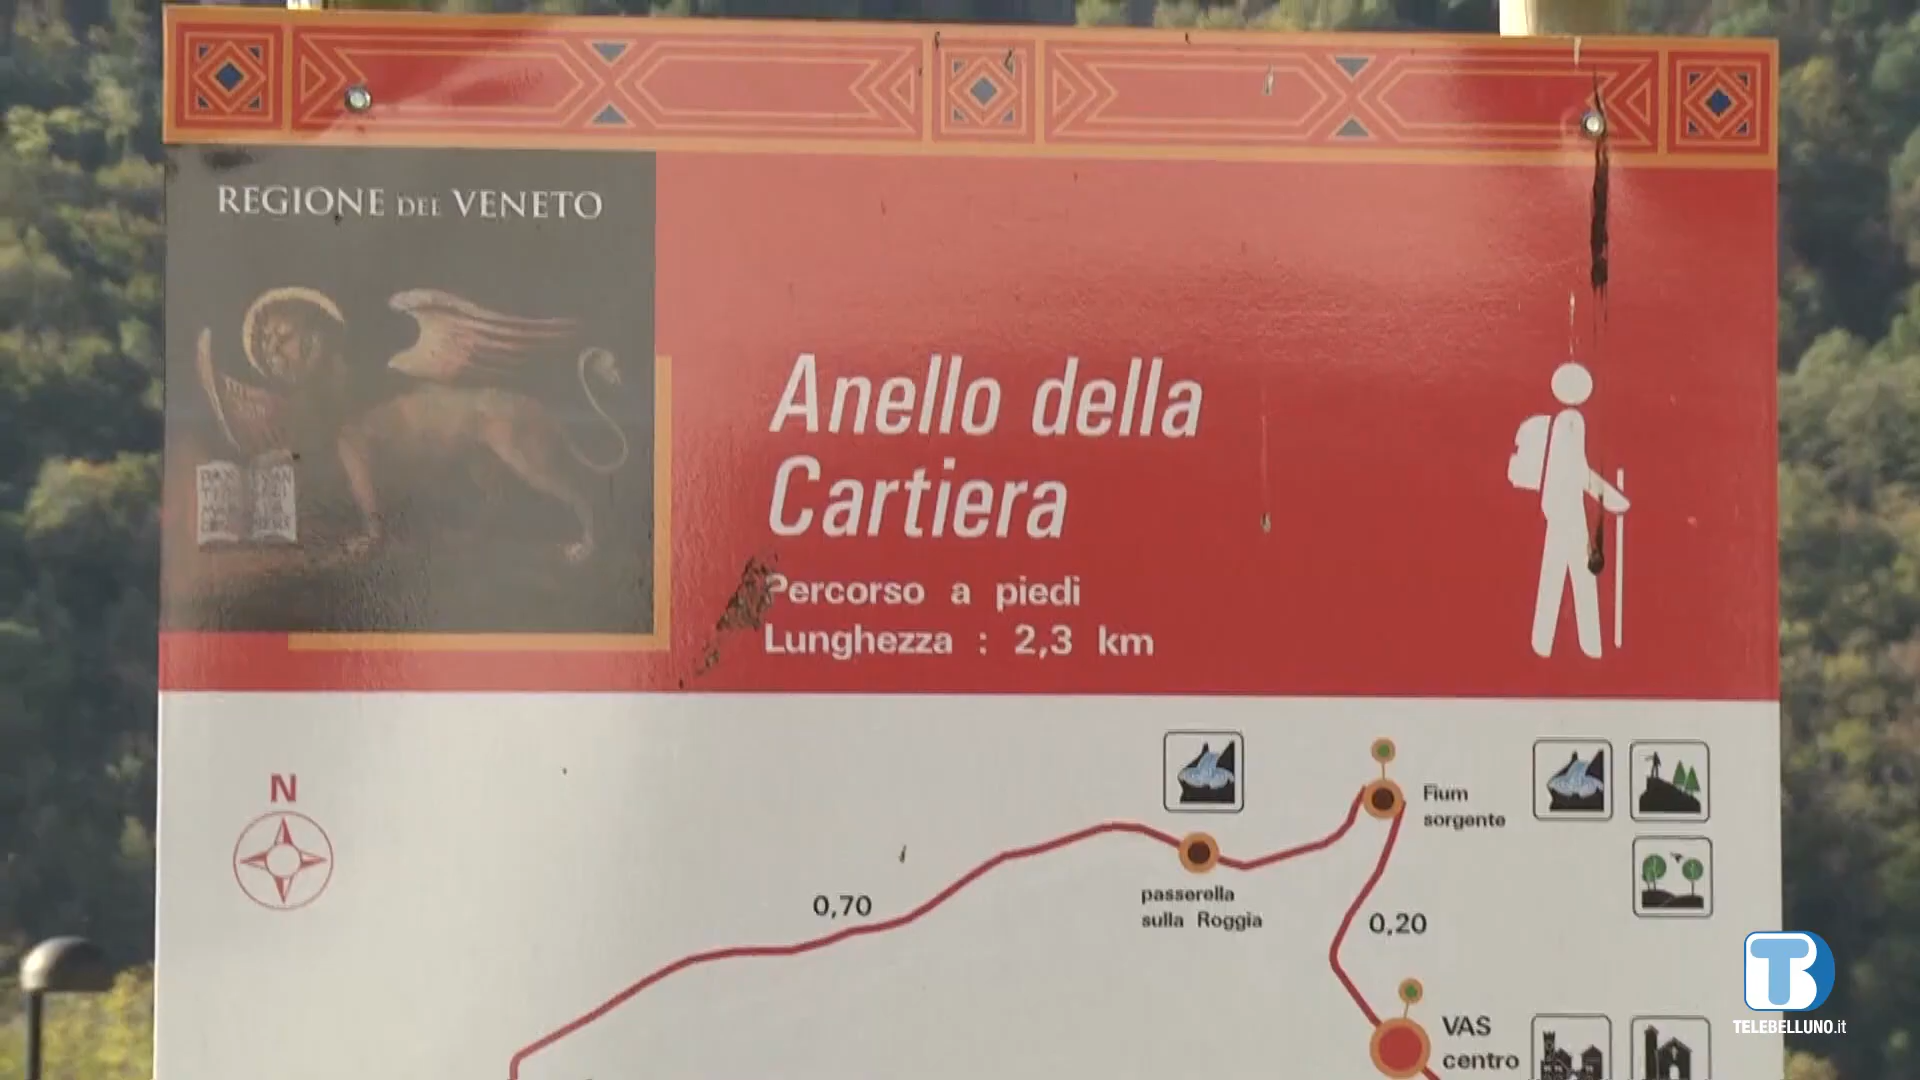 REGIONE DEL VENETO
Anello della
Cartiera
Percorso a piedi
Lunghezza : 2,3 km
N
Fium
sorgente
passerella
sulla Roggia
0,70
0,20
VAS
centro
TELEBELLUNO.it